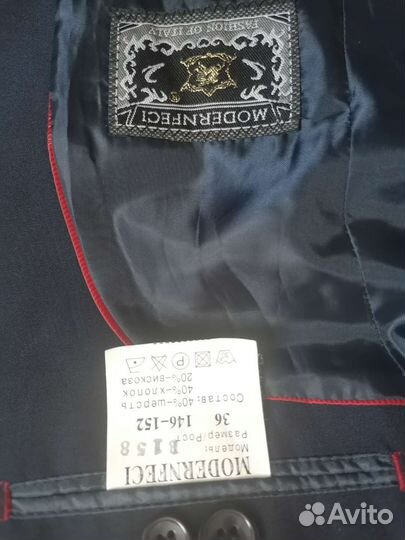 MODERNFECI
FASHION OF ITALY
MODERNFECI
Модель: B158
Размер/Рост
36 146-152
Состав: 40%-шерсть
40%-хлопок
20%-вискоза
Avito